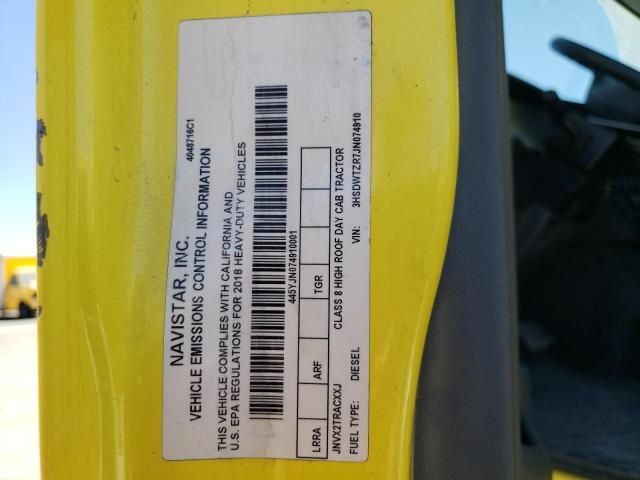 4048716C1
NAVISTAR, INC.
VEHICLE EMISSIONS CONTROL INFORMATION
THIS VEHICLE COMPLIES WITH CALIFORNIA AND
U.S. EPA REGULATIONS FOR 2018 HEAVY-DUTY VEHICLES
445YJN074910001
LRRA ARF TGR
JNVX2TRACXXJ CLASS 8 HIGH ROOF DAY CAB TRACTOR
FUEL TYPE: DIESEL VIN: 3HSDWTZR7JN074910